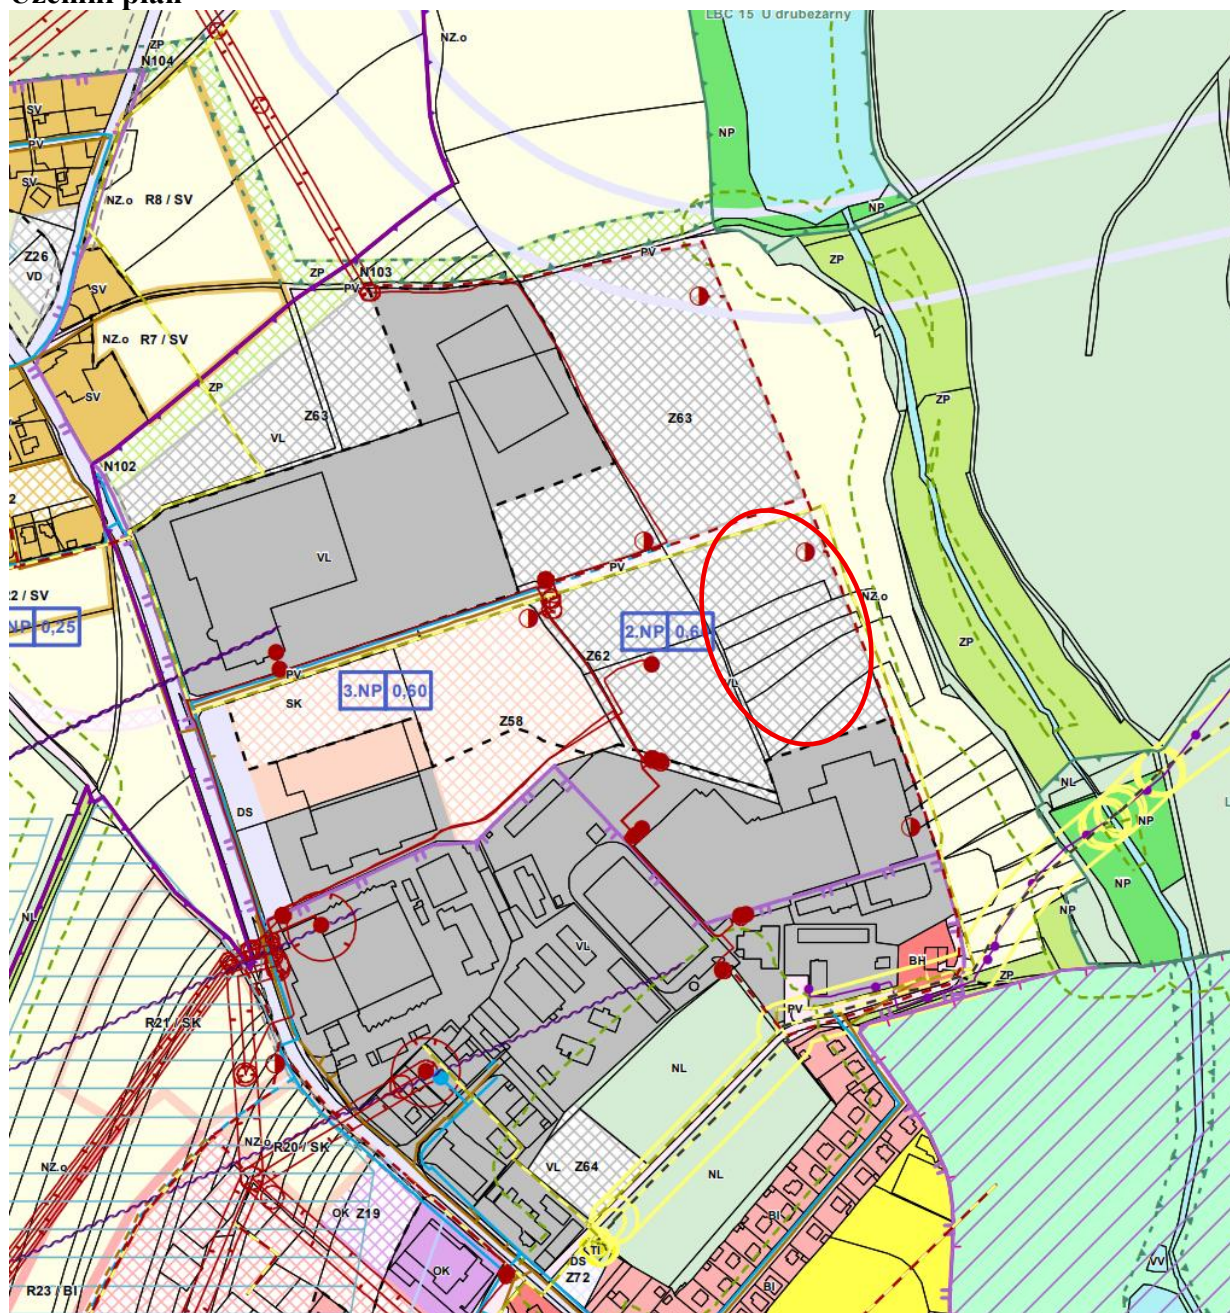 Územní plán
LBC 15 U drůbežárny
ZP
N104
NZ.o
SV
PV
NP
SV
NZ.o R8 / SV
NP
Z26
VD
ZP
PV
ZP
N103
PV
SV
NZ.o R7 / SV
ZP
SV
Z63
VL
Z63
ZP
N102
2
VL
PV
NZ.o
2 / SV
NP 0,25
2.NP 0,6
ZP
Z62
PV
SK
3.NP 0,60
VL
Z58
DS
NL
NP
L
NP
NL
VL
NP
BH
ZP
PV
R21 / SK
NL
NZ.o
R20 / SK
NZ.o
VL Z64
NL
OK Z19
BI
TI
DS
Z72
OK
VV
R23 / BI
BI